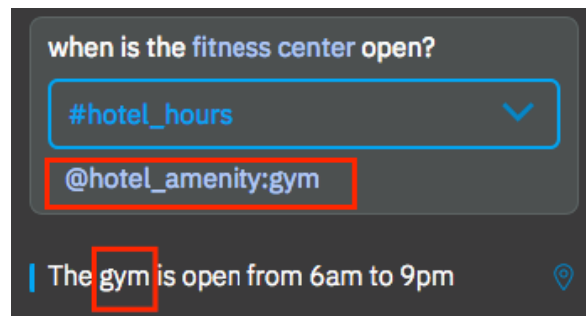 when is the fitness center open?
#hotel_hours
@hotel_amenity:gym
The gym is open from 6am to 9pm